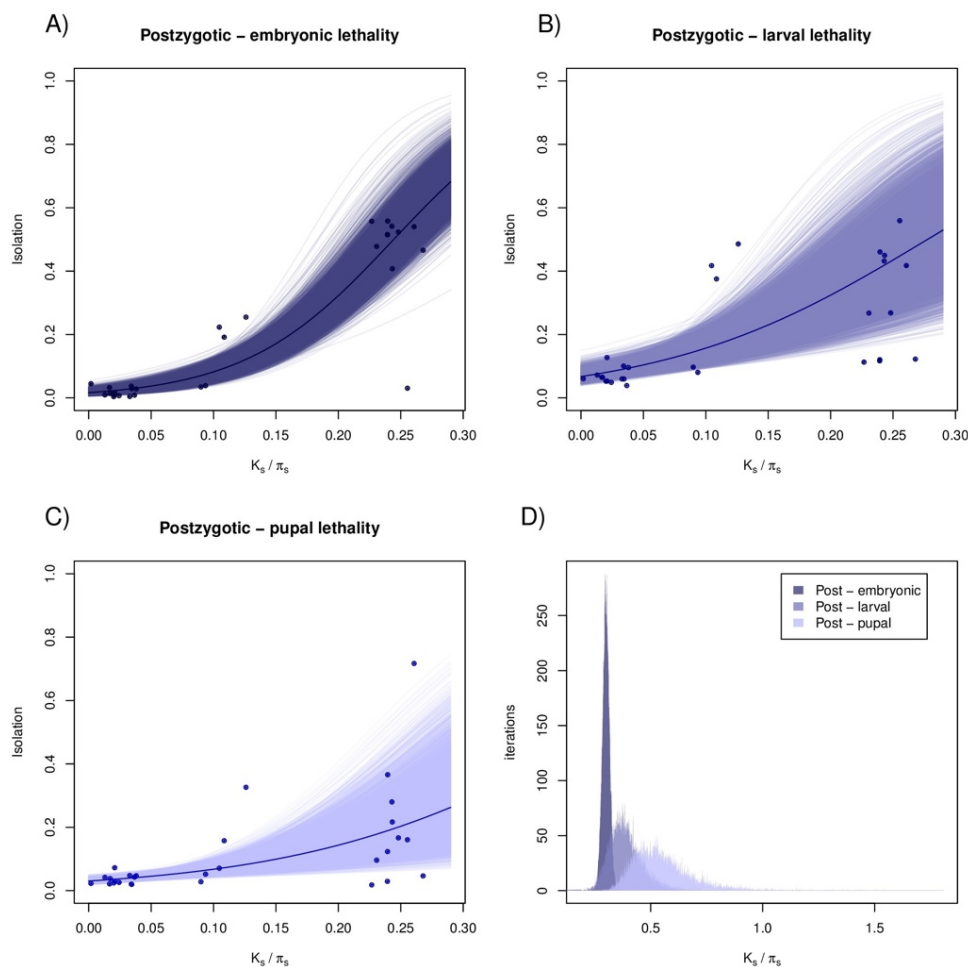 A)
Postzygotic – embryonic lethality
Isolation
1.0
0.8
0.6
0.4
0.2
0.0
0.00 0.05 0.10 0.15 0.20 0.25 0.30
Ks / πs
B)
Postzygotic – larval lethality
Isolation
1.0
0.8
0.6
0.4
0.2
0.0
0.00 0.05 0.10 0.15 0.20 0.25 0.30
Ks / πs
C)
Postzygotic – pupal lethality
Isolation
1.0
0.8
0.6
0.4
0.2
0.0
0.00 0.05 0.10 0.15 0.20 0.25 0.30
Ks / πs
D)
iterations
250
200
150
100
50
0
Post – embryonic
Post – larval
Post – pupal
0.5 1.0 1.5
Ks / πs